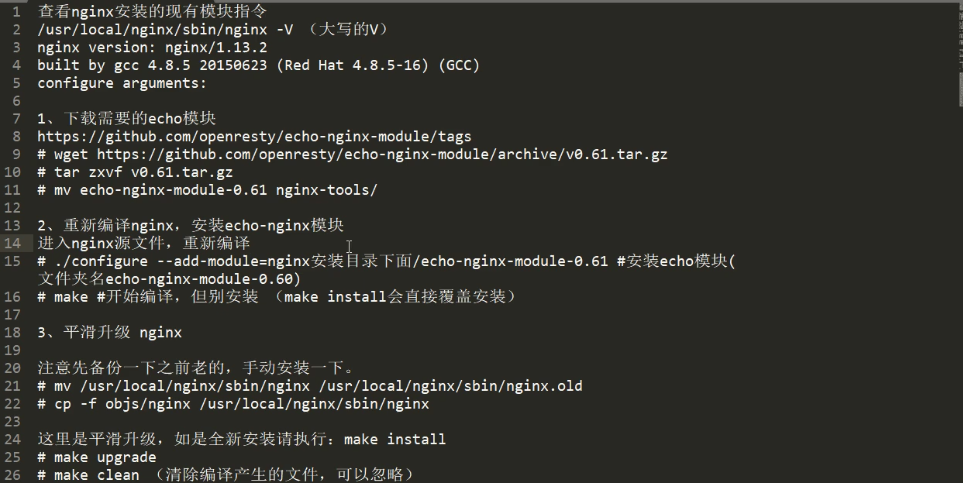 1 查看nginx安装的现有模块指令
2 /usr/local/nginx/sbin/nginx -V （大写的V）
3 nginx version: nginx/1.13.2
4 built by gcc 4.8.5 20150623 (Red Hat 4.8.5-16) (GCC)
5 configure arguments:
6
7 1、下载需要的echo模块
8 https://github.com/openresty/echo-nginx-module/tags
9 # wget https://github.com/openresty/echo-nginx-module/archive/v0.61.tar.gz
10 # tar zxvf v0.61.tar.gz
11 # mv echo-nginx-module-0.61 nginx-tools/
12
13 2、重新编译nginx，安装echo-nginx模块
14 进入nginx源文件，重新编译
15 # ./configure --add-module=nginx安装目录下面/echo-nginx-module-0.61 #安装echo模块(
文件夹名echo-nginx-module-0.60)
16 # make #开始编译，但别安装 （make install会直接覆盖安装）
17
18 3、平滑升级 nginx
19
20 注意先备份一下之前老的，手动安装一下。
21 # mv /usr/local/nginx/sbin/nginx /usr/local/nginx/sbin/nginx.old
22 # cp -f objs/nginx /usr/local/nginx/sbin/nginx
23
24 这里是平滑升级，如是全新安装请执行：make install
25 # make upgrade
26 # make clean （清除编译产生的文件，可以忽略）